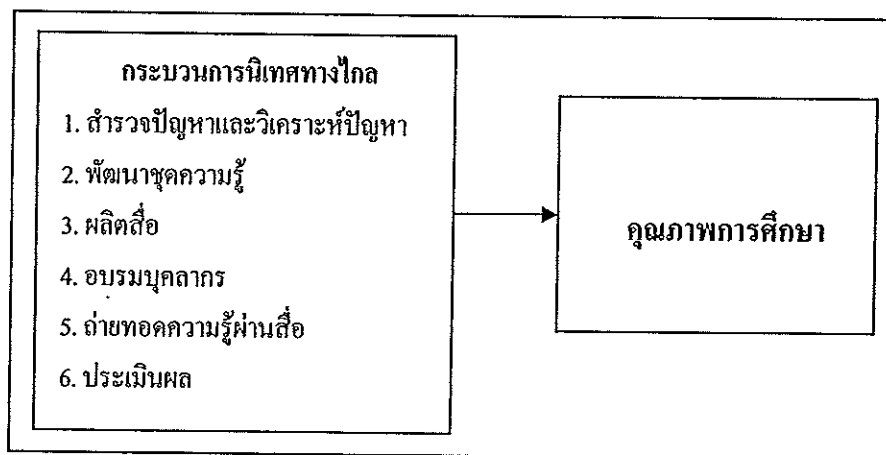 กระบวนการนิเทศทางไกล
1. สำรวจปัญหาและวิเคราะห์ปัญหา
2. พัฒนาชุดความรู้
3. ผลิตสื่อ
4. อบรมบุคลากร
5. ถ่ายทอดความรู้ผ่านสื่อ
6. ประเมินผล
คุณภาพการศึกษา